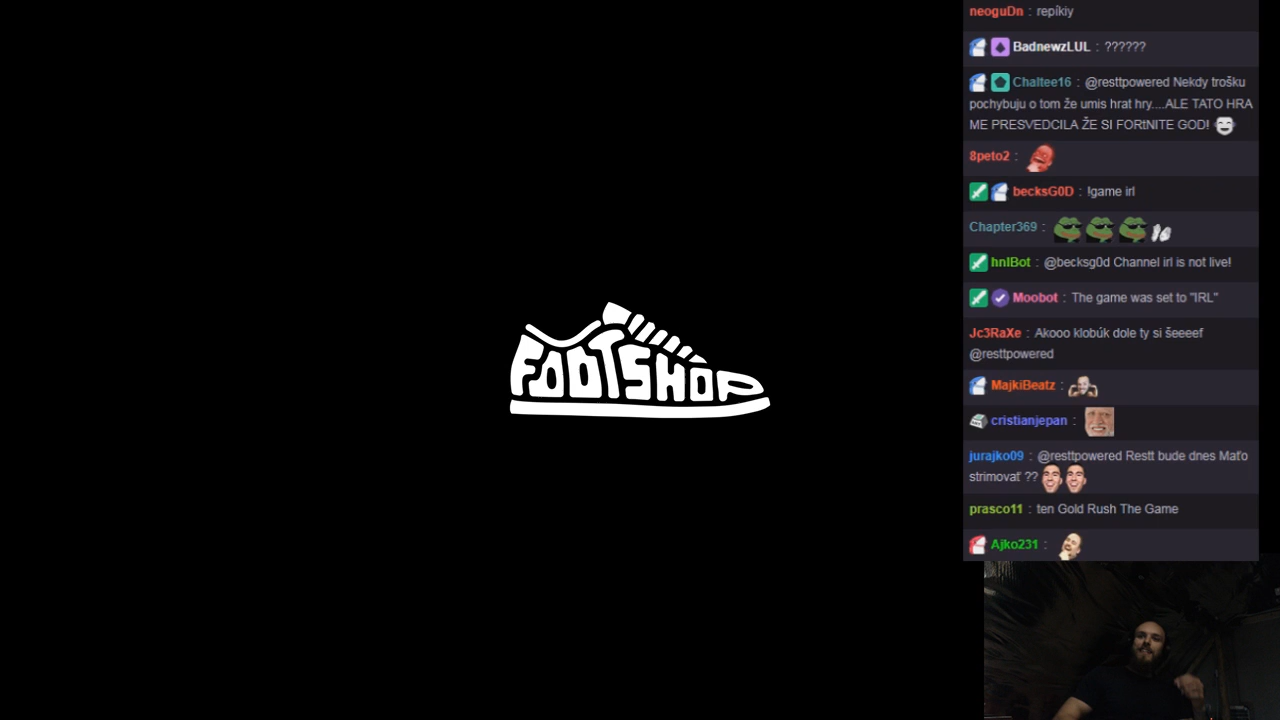 FOOTSHOP
neoguDn : repíkiy
BadnewzLUL : ??????
Chaltee16 : @resttpowered Nekdy trošku
pochybuju o tom že umis hrat hry....ALE TATO HRA
ME PRESVEDCILA ŽE SI FORtNITE GOD!
8peto2 :
becksG0D : !game irl
Chapter369 :
hnlBot : @becksg0d Channel irl is not live!
Moobot : The game was set to "IRL"
Jc3RaXe : Akooo klobúk dole ty si šeeeef
@resttpowered
MajkiBeatz :
cristianjepan :
jurajko09 : @resttpowered Restt bude dnes Maťo
strimovať ??
prasco11 : ten Gold Rush The Game
Ajko231 :